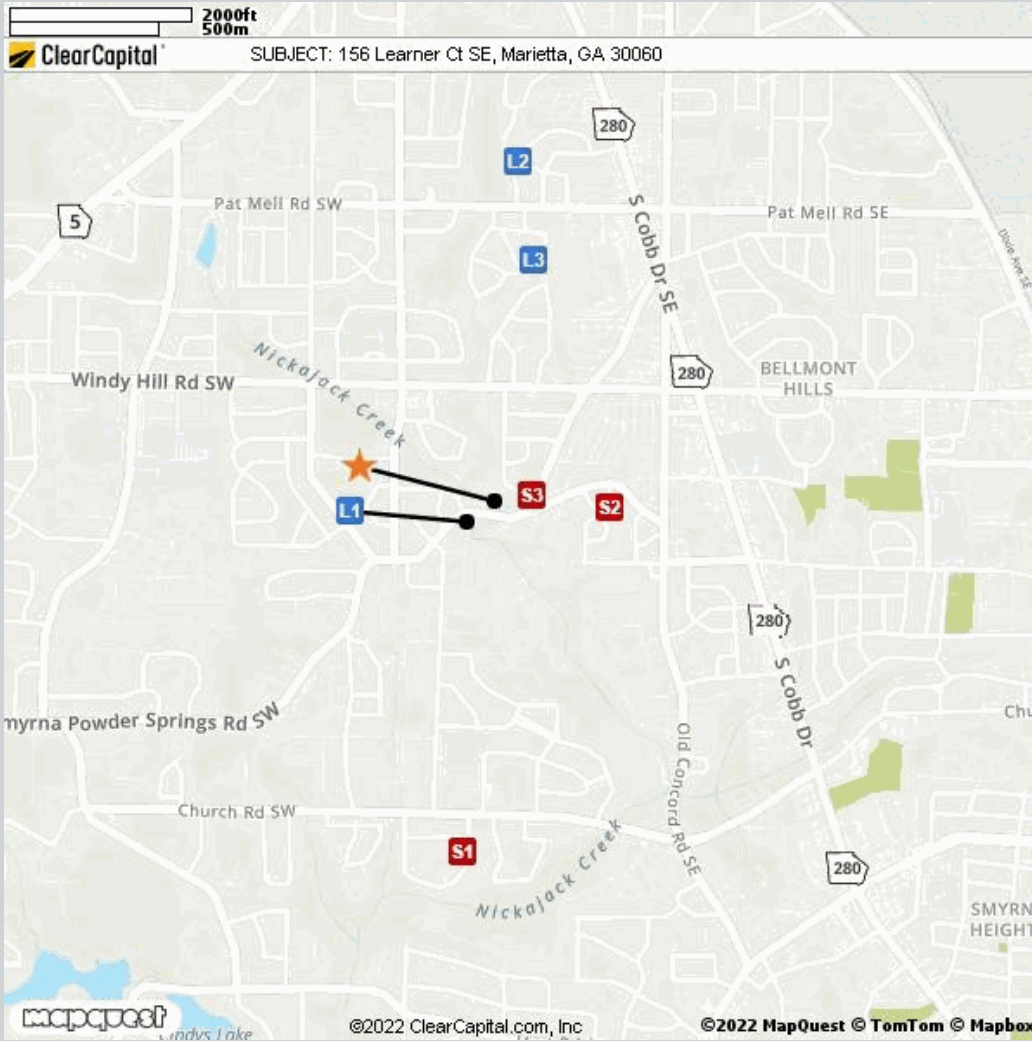 2000ft
500m
ClearCapital
SUBJECT: 156 Learner Ct SE, Marietta, GA 30060
280
L2
Pat Mell Rd SW
Pat Mell Rd SE
5
S Cobb Dr SE
Dixie Ave SE
L3
Nickajack Creek
Windy Hill Rd SW
280
BELLMONT
HILLS
S3
S2
L1
280
S Cobb Dr
myrna Powder Springs Rd SW
Old Concord Rd SE
Chu
Church Rd SW
S1
Nickajack Creek
280
SMYRN
HEIGHT
mapquest
©2022 ClearCapital.com, Inc
©2022 MapQuest © TomTom © Mapbox